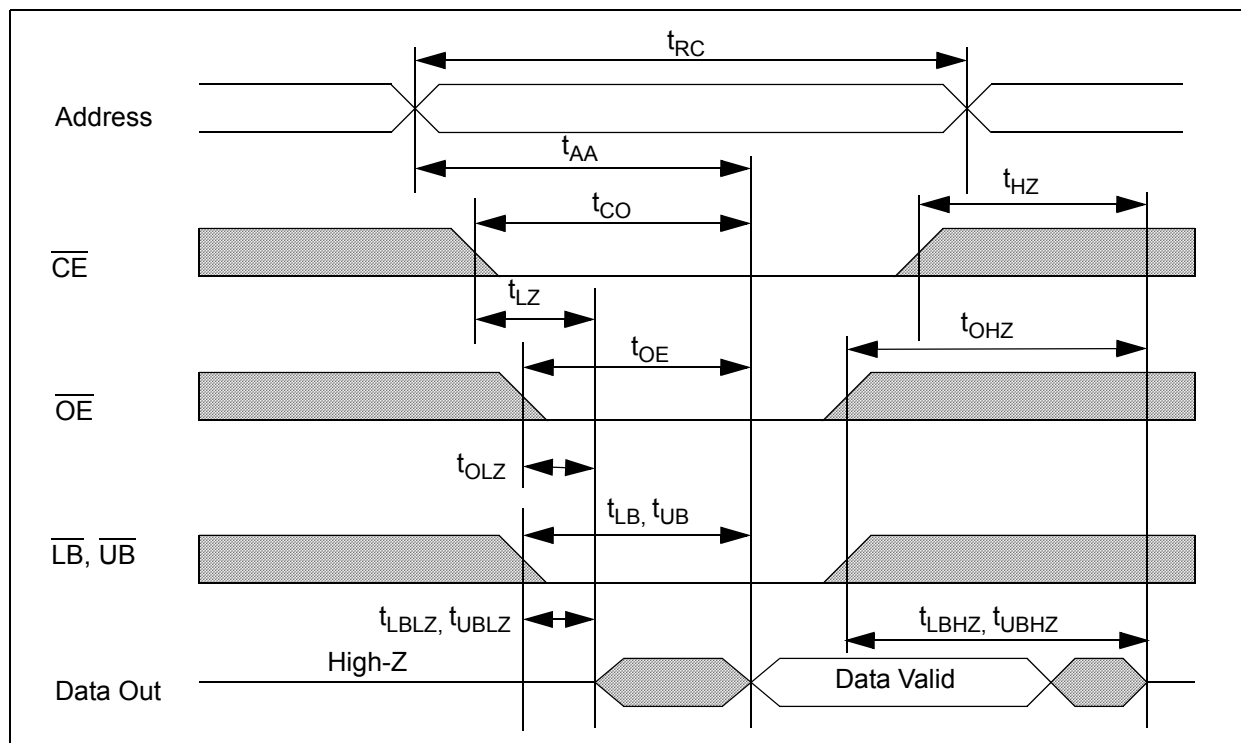 tRC
Address
tAA
tHZ
tCO
CE
tLZ
tOHZ
tOE
OE
tOLZ
tLB, tUB
LB, UB
tLBLZ, tUBLZ
tLBHZ, tUBHZ
High-Z
Data Out
Data Valid